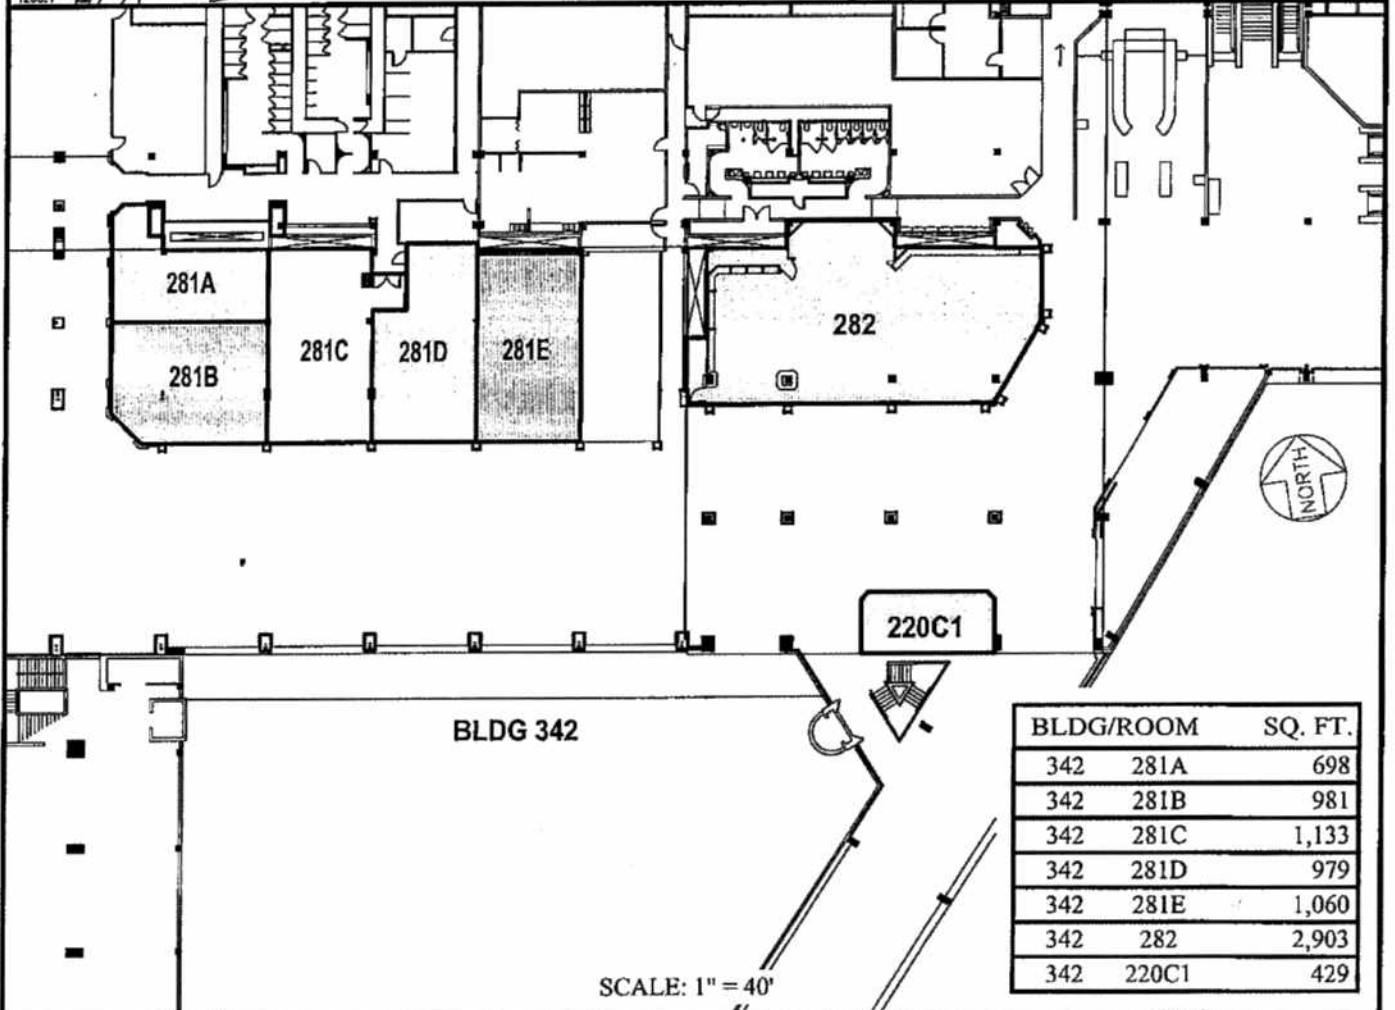 281A
281B
281C
281D
281E
282
NORTH
220C1
BLDG 342
BLDG/ROOM SQ. FT.
342 281A 698
342 281B 981
342 281C 1,133
342 281D 979
342 281E 1,060
342 282 2,903
342 220C1 429
SCALE: 1" = 40'